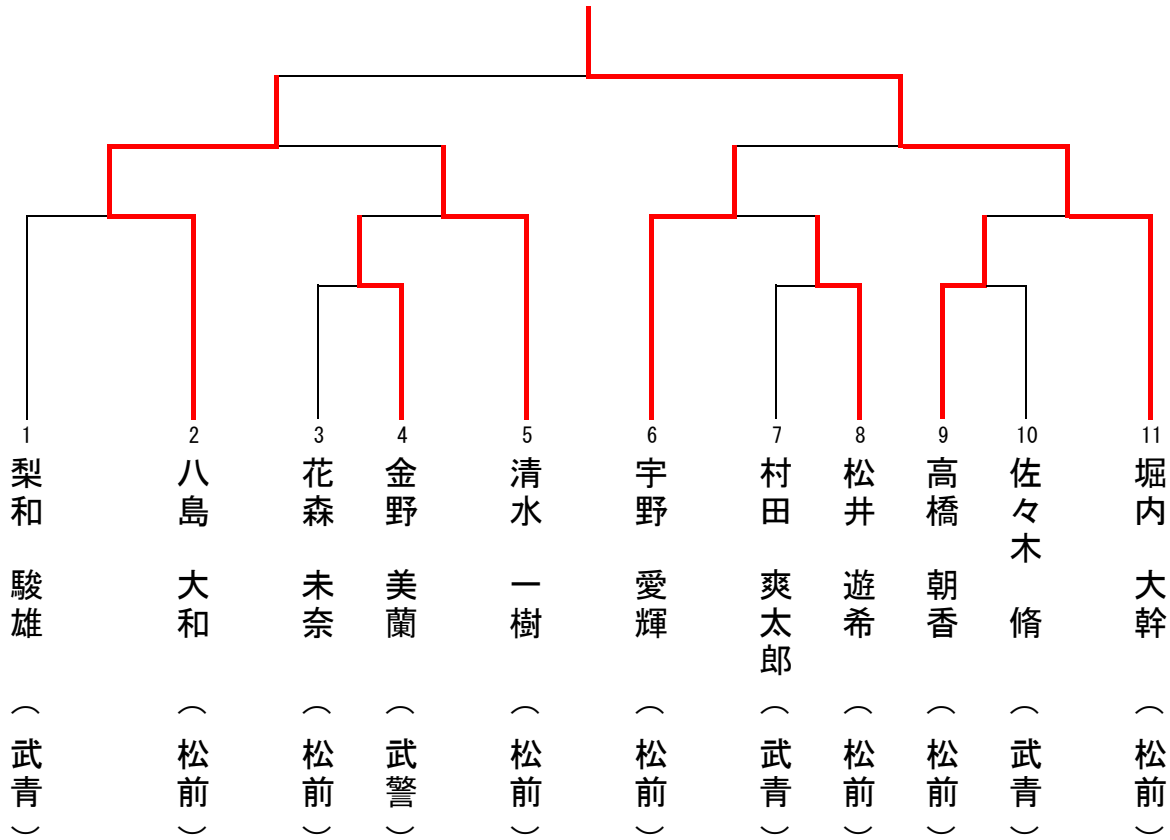 1
梨和 駿雄 （武青）
2
八島 大和 （松前）
3
花森 未奈 （松前）
4
金野 美蘭 （武警）
5
清水 一樹 （松前）
6
宇野 愛輝 （松前）
7
村田 爽太郎 （武青）
8
松井 遊希 （松前）
9
高橋 朝香 （松前）
10
佐々木 脩 （武青）
11
堀内 大幹 （松前）